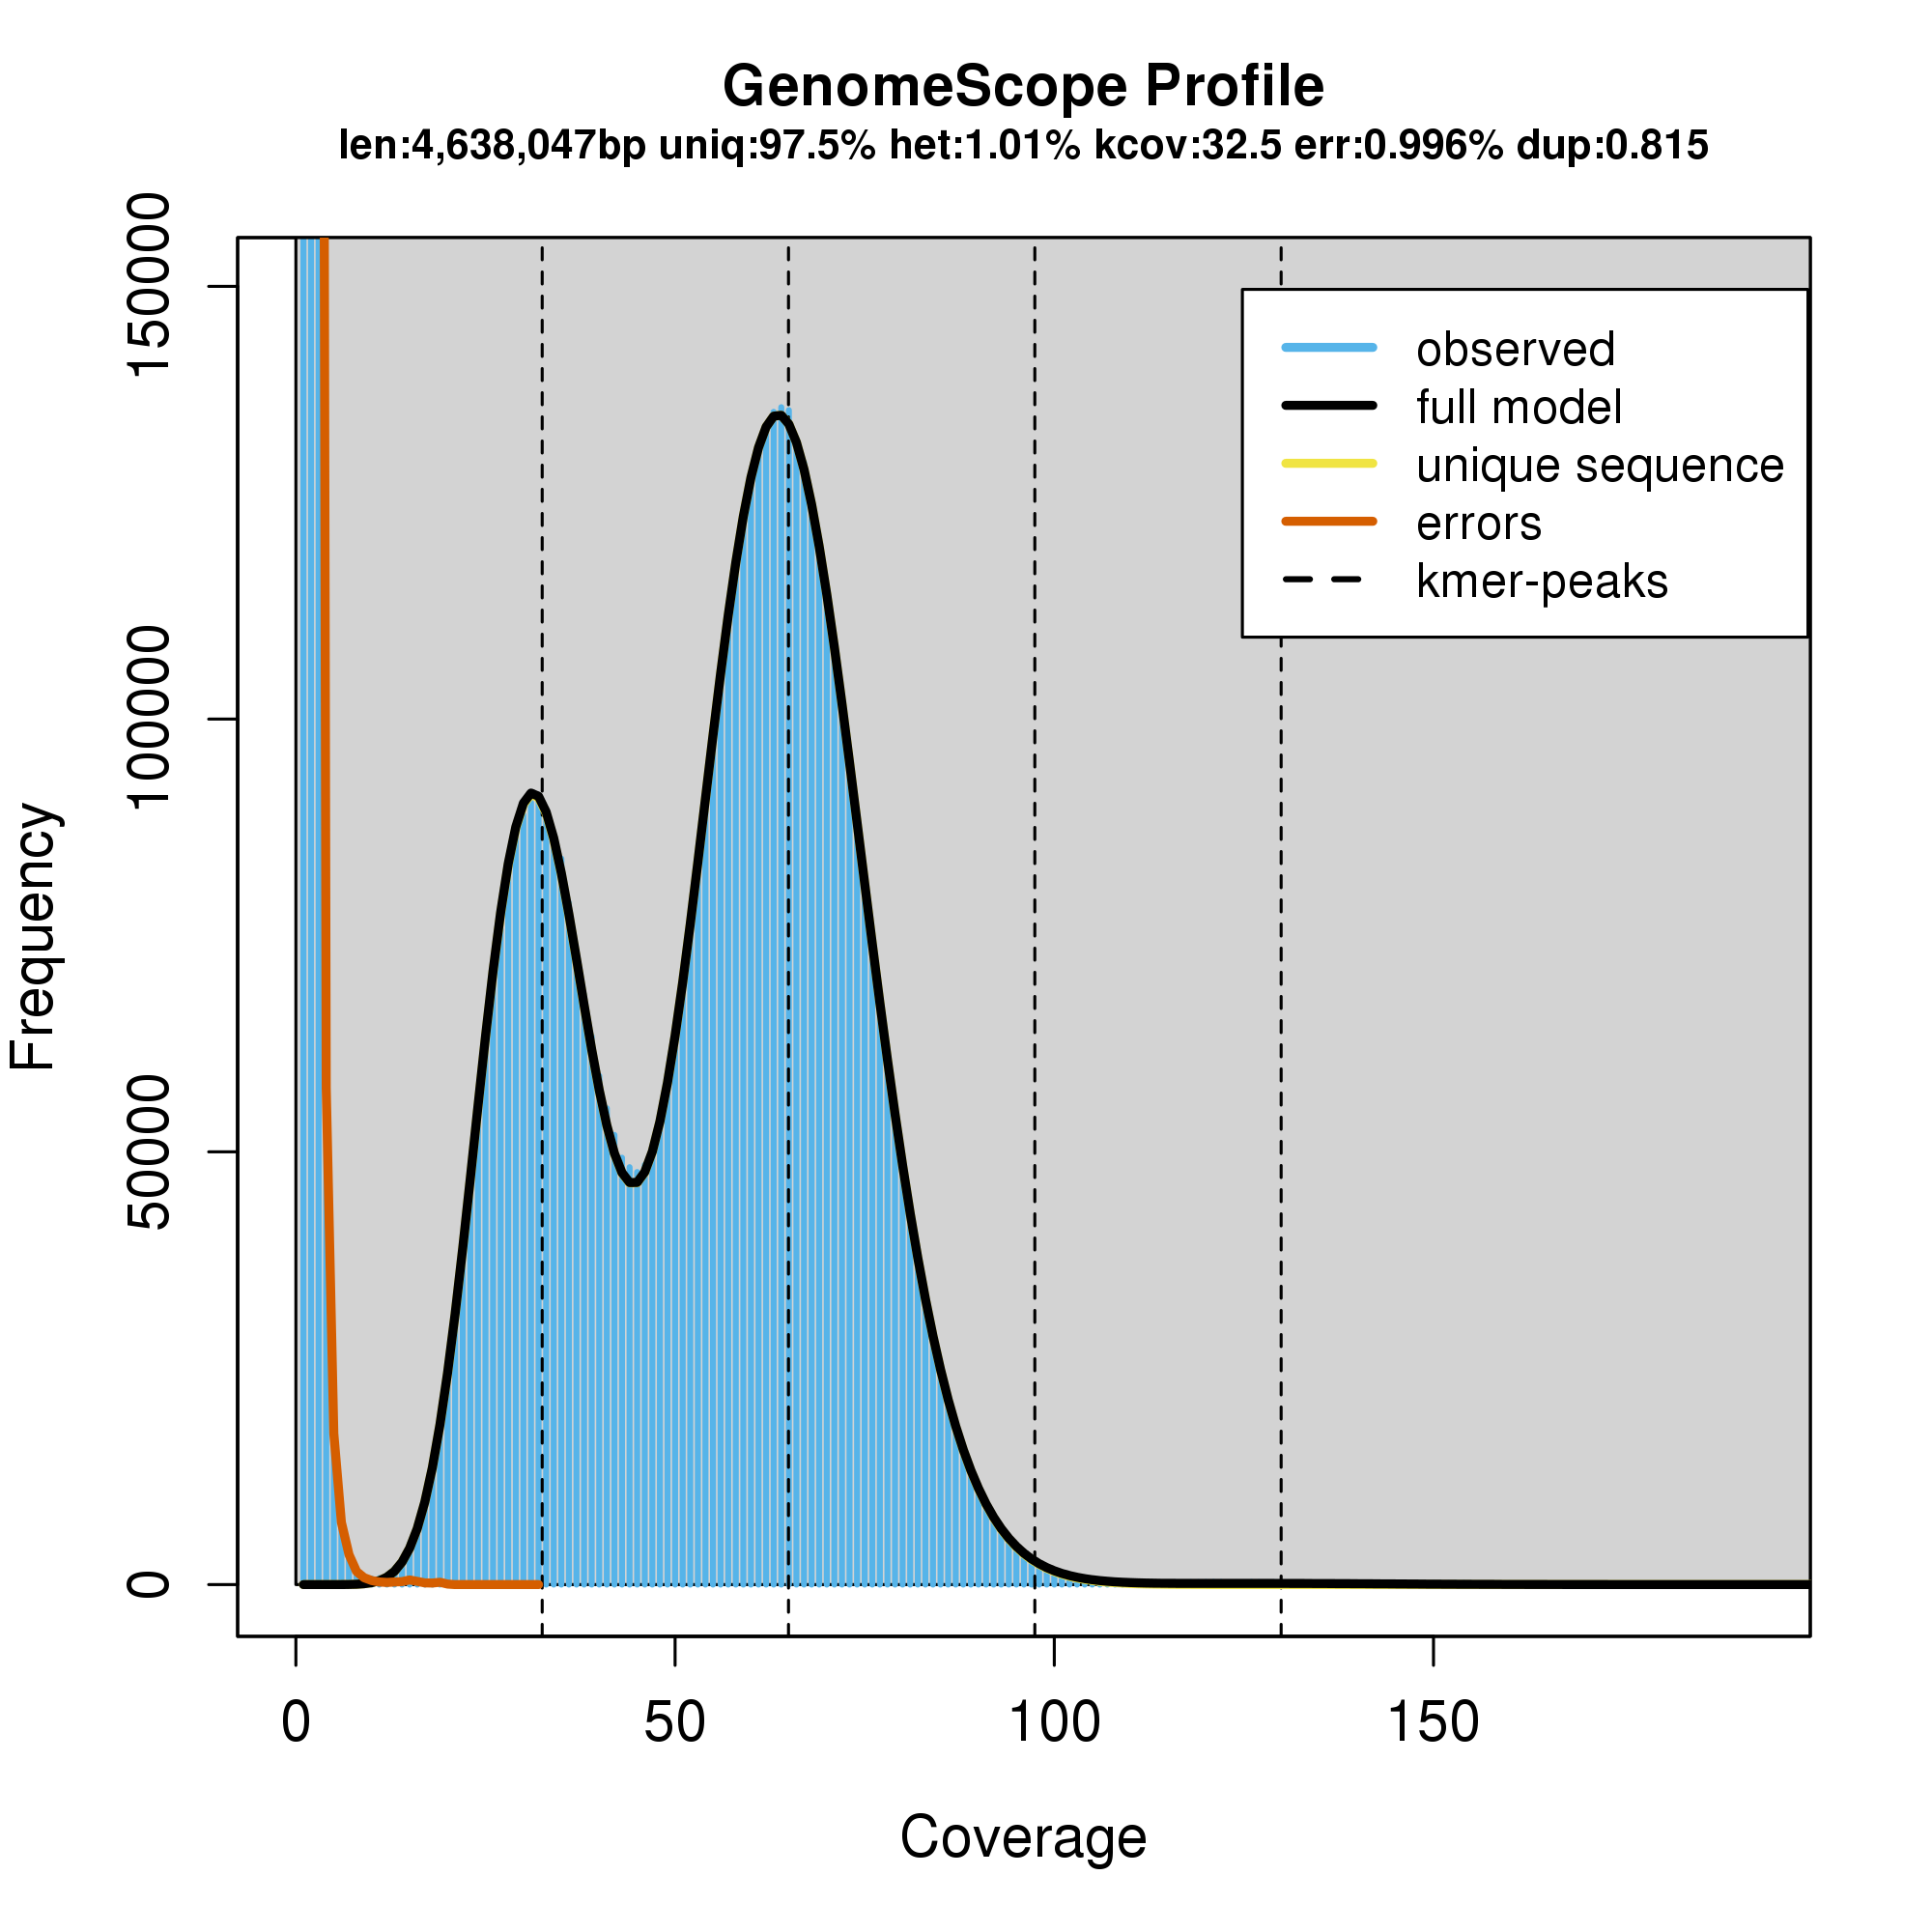 GenomeScope Profile
len:4,638,047bp uniq:97.5% het:1.01% kcov:32.5 err:0.996% dup:0.815
150000
100000
50000
0
Frequency
observed
full model
unique sequence
errors
kmer-peaks
0 50 100 150
Coverage